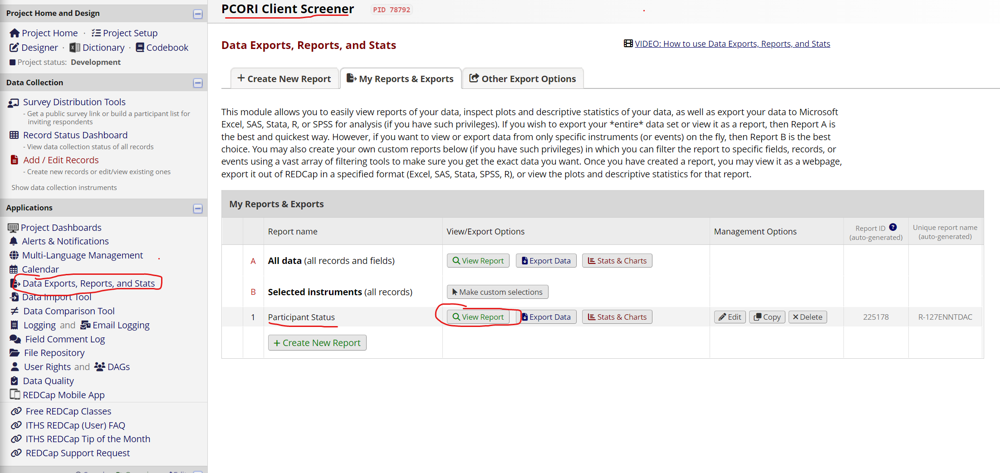 Project Home and Design
Project Home · Project Setup
Designer · Dictionary · Codebook
Project status: Development
Data Collection
Survey Distribution Tools
- Get a public survey link or build a participant list for
inviting respondents
Record Status Dashboard
- View data collection status of all records
Add / Edit Records
- Create new records or edit/view existing ones
Show data collection instruments
Applications
Project Dashboards
Alerts & Notifications
Multi-Language Management
Calendar
Data Exports, Reports, and Stats
Data Import Tool
Data Comparison Tool
Logging and Email Logging
Field Comment Log
File Repository
User Rights and DAGs
Data Quality
REDCap Mobile App
Free REDCap Classes
ITHS REDCap (User) FAQ
ITHS REDCap Tip of the Month
REDCap Support Request
PCORI Client Screener PID 78792
Data Exports, Reports, and Stats
VIDEO: How to use Data Exports, Reports, and Stats
+ Create New Report My Reports & Exports Other Export Options
This module allows you to easily view reports of your data, inspect plots and descriptive statistics of your data, as well as export your data to Microsoft
Excel, SAS, Stata, R, or SPSS for analysis (if you have such privileges). If you wish to export your *entire* data set or view it as a report, then Report A is
the best and quickest way. However, if you want to view or export data from only specific instruments (or events) on the fly, then Report B is the best
choice. You may also create your own custom reports below (if you have such privileges) in which you can filter the report to specific fields, records, or
events using a vast array of filtering tools to make sure you get the exact data you want. Once you have created a report, you may view it as a webpage,
export it out of REDCap in a specified format (Excel, SAS, Stata, SPSS, R), or view the plots and descriptive statistics for that report.
My Reports & Exports
Report name View/Export Options Management Options Report ID ? (auto-generated) Unique report name (auto-generated)
A All data (all records and fields) View Report Export Data Stats & Charts
B Selected instruments (all records) Make custom selections
1 Participant Status View Report Export Data Stats & Charts Edit Copy Delete 225178 R-127ENNTDAC
+ Create New Report